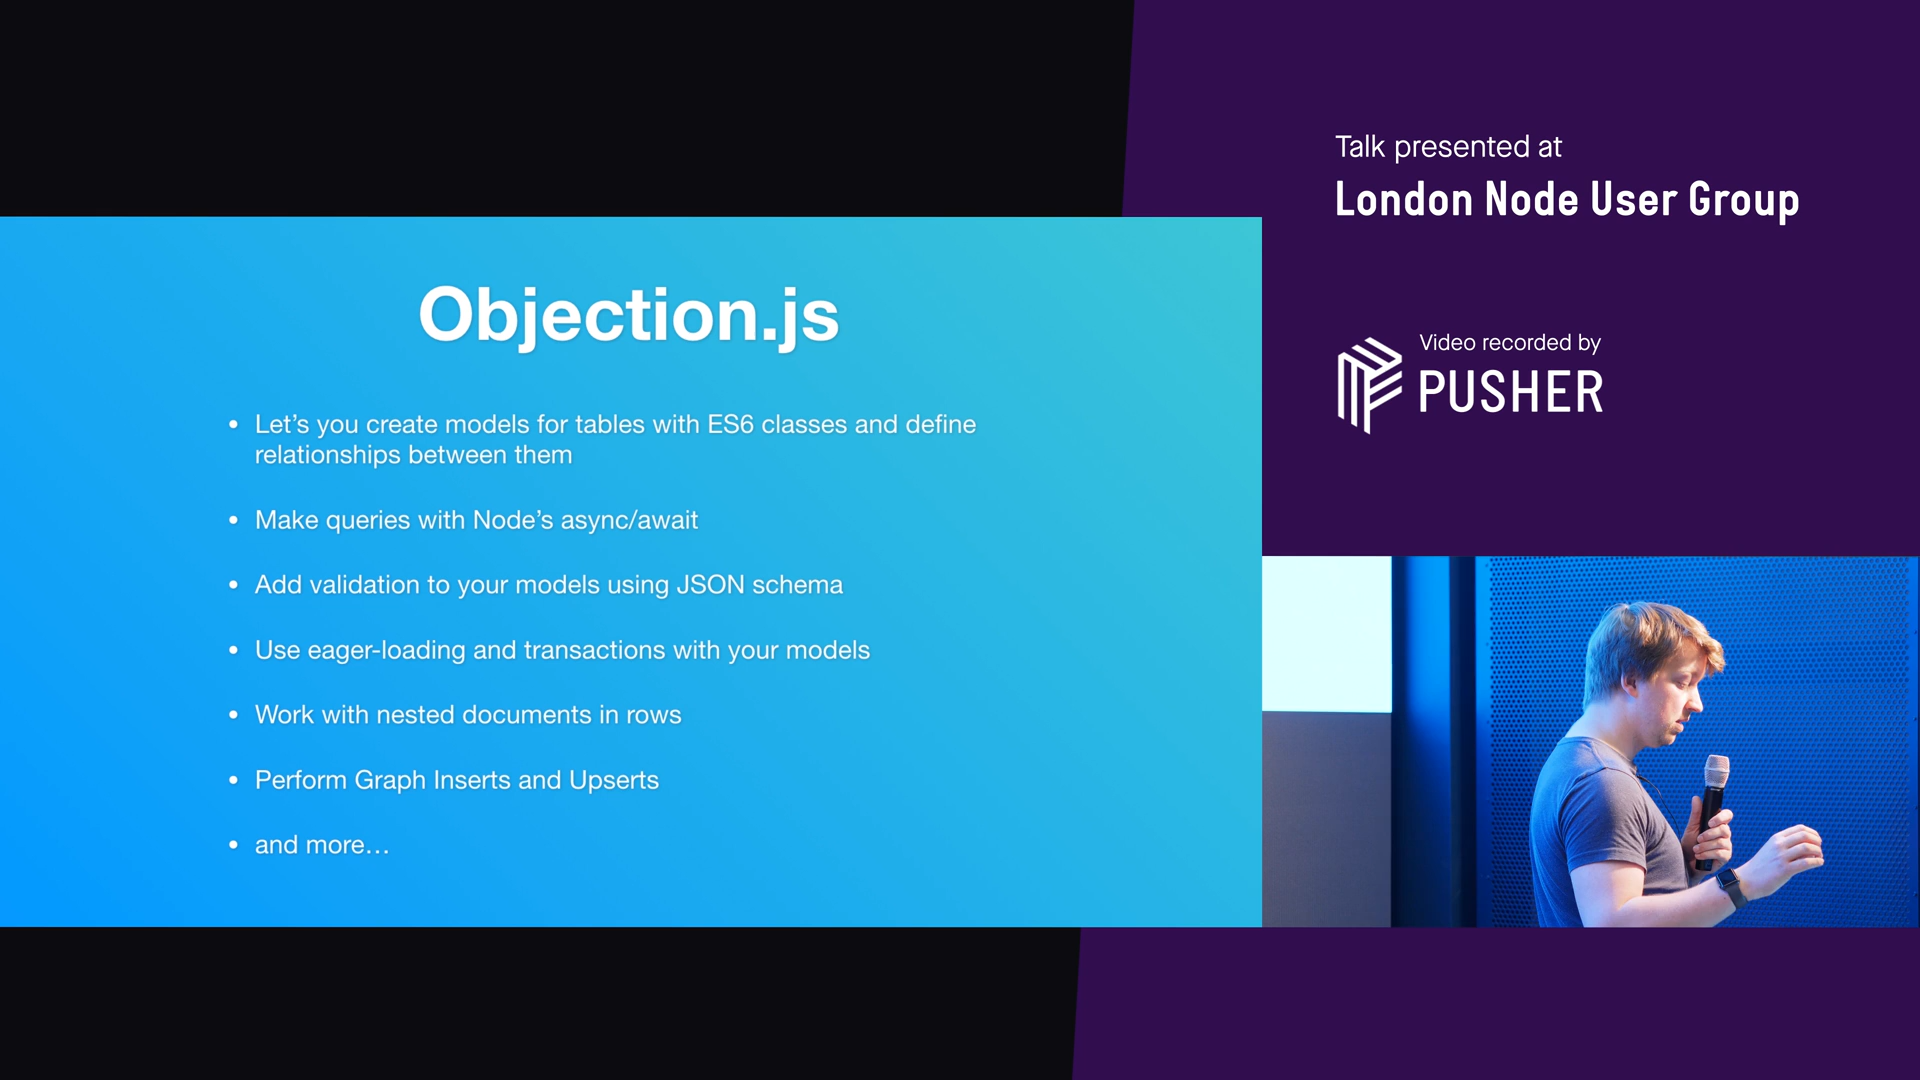 Talk presented at
London Node User Group
Video recorded by
PUSHER
Objection.js
• Let’s you create models for tables with ES6 classes and define
relationships between them
• Make queries with Node’s async/await
• Add validation to your models using JSON schema
• Use eager-loading and transactions with your models
• Work with nested documents in rows
• Perform Graph Inserts and Upserts
• and more…